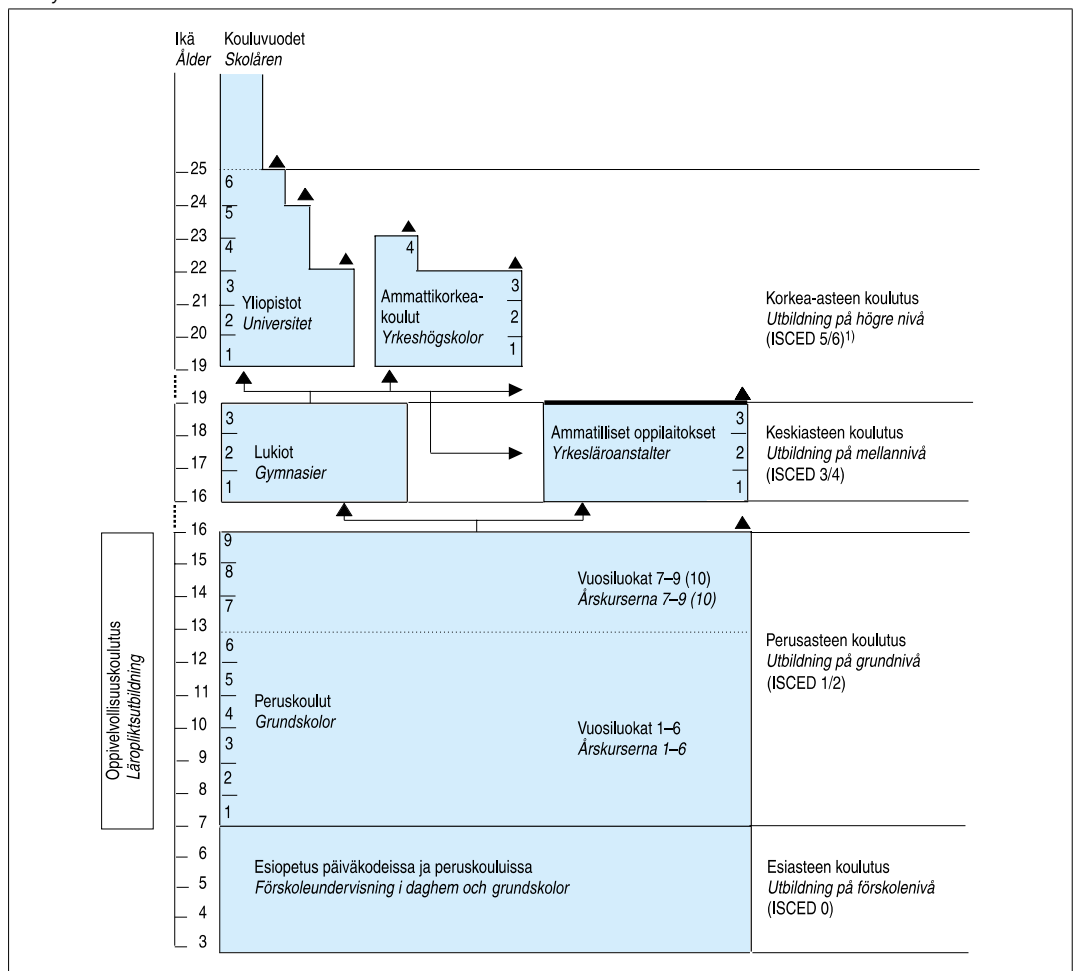 Ikä
Ålder
Kouluvuodet
Skolåren
25
24
23
22
21
20
19
6
5
4
3
2
1
Yliopistot
Universitet
4
Ammattikorkea-
koulut
Yrkeshögskolor
3
2
1
Korkea-asteen koulutus
Utbildning på högre nivå
(ISCED 5/6)1)
19
18
17
16
3
2
1
Lukiot
Gymnasier
Ammatilliset oppilaitokset
Yrkesläroanstalter
3
2
1
Keskiasteen koulutus
Utbildning på mellannivå
(ISCED 3/4)
Oppivelvollisuuskoulutus
Läropliktsutbildning
16
15
14
13
12
11
10
9
8
7
9
8
7
6
5
4
3
2
1
Vuosiluokat 7–9 (10)
Årskurserna 7–9 (10)
Peruskoulut
Grundskolor
Vuosiluokat 1–6
Årskurserna 1–6
Perusasteen koulutus
Utbildning på grundnivå
(ISCED 1/2)
6
5
4
3
Esiopetus päiväkodeissa ja peruskouluissa
Förskoleundervisning i daghem och grundskolor
Esiasteen koulutus
Utbildning på förskolenivå
(ISCED 0)